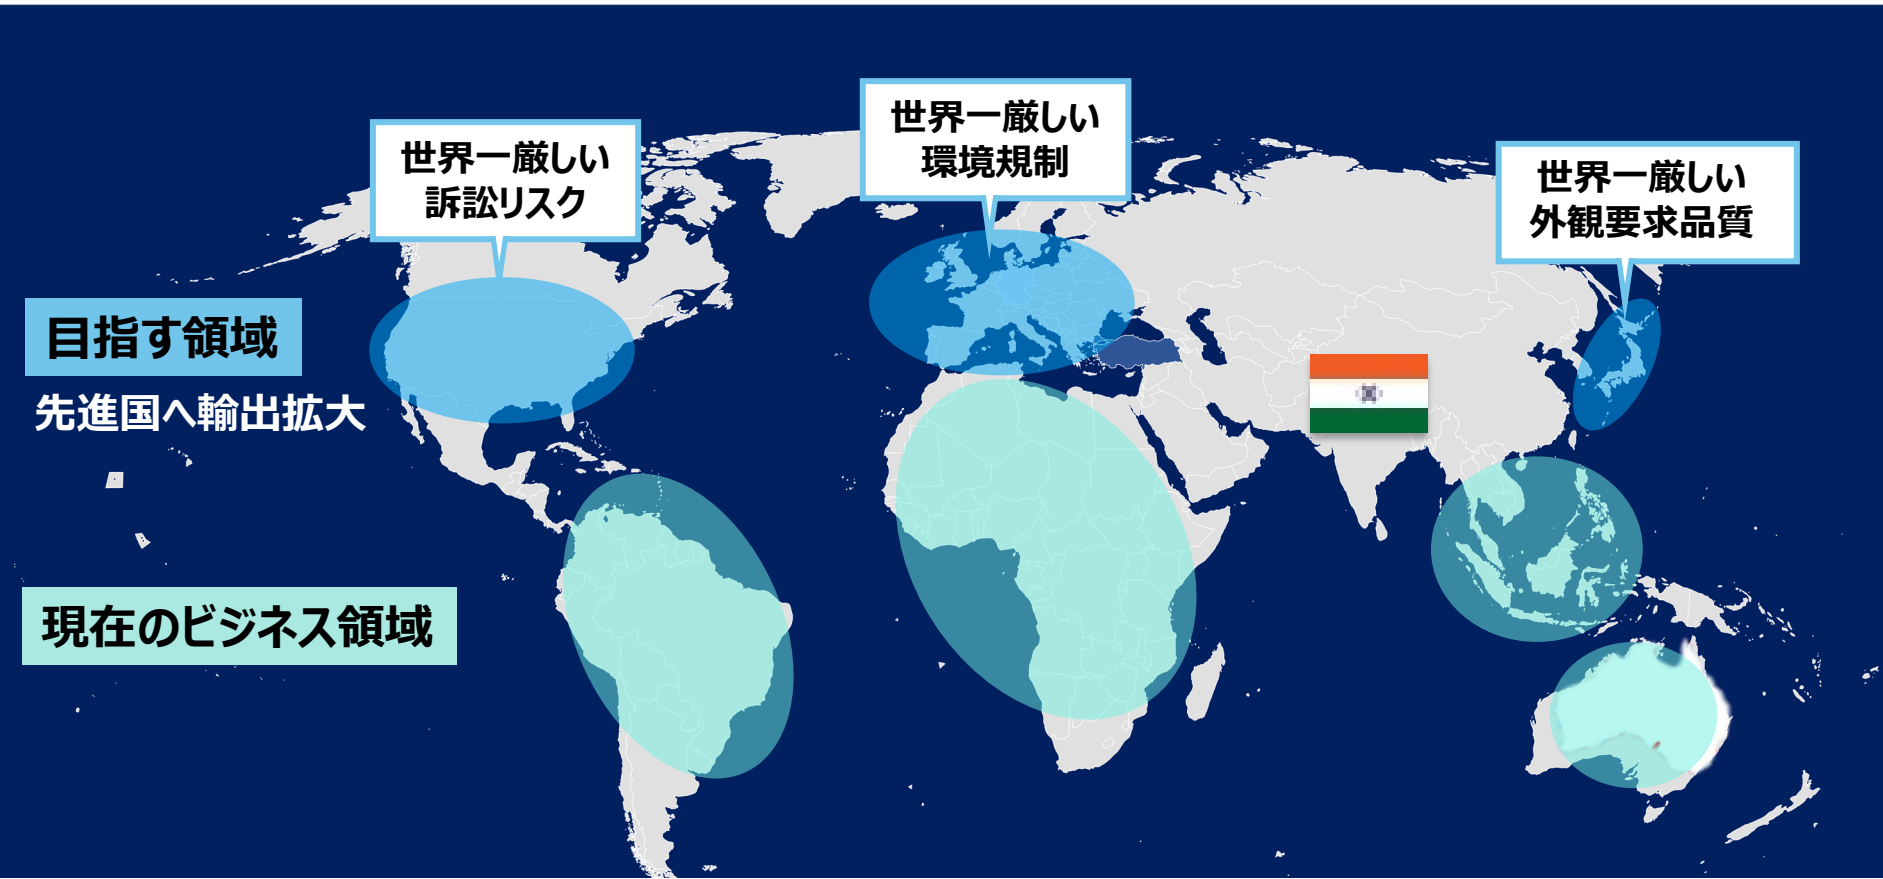 世界一厳しい
訴訟リスク
世界一厳しい
環境規制
世界一厳しい
外観要求品質
目指す領域
先進国へ輸出拡大
現在のビジネス領域